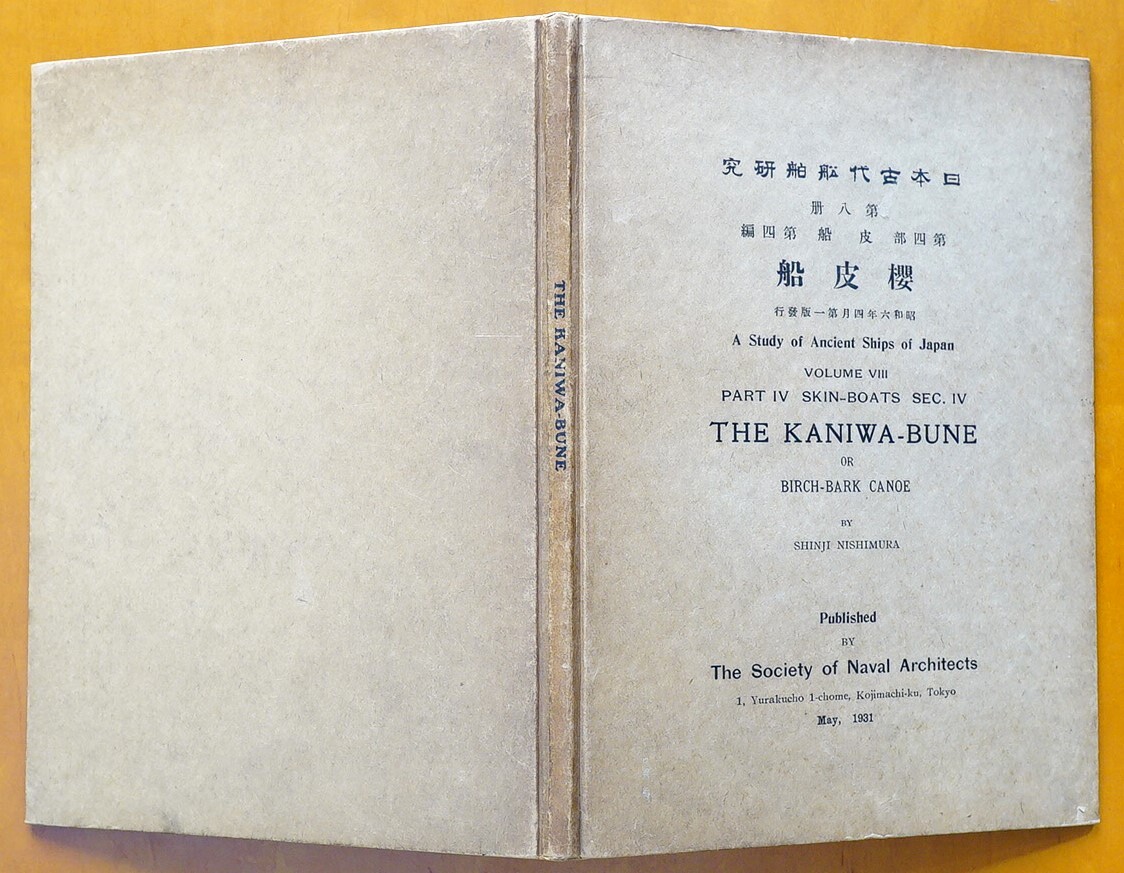 日本古代船舶研究
第八册
第四部 皮船 第四編
櫻皮船
昭和六年四月第一版發行
A Study of Ancient Ships of Japan
VOLUME VIII
PART IV SKIN-BOATS SEC. IV
THE KANIWA-BUNE
OR
BIRCH-BARK CANOE
BY
SHINJI NISHIMURA
Published
BY
The Society of Naval Architects
1, Yurakucho 1-chome, Kojimachi-ku, Tokyo
May, 1931
THE KANIWA-BUNE